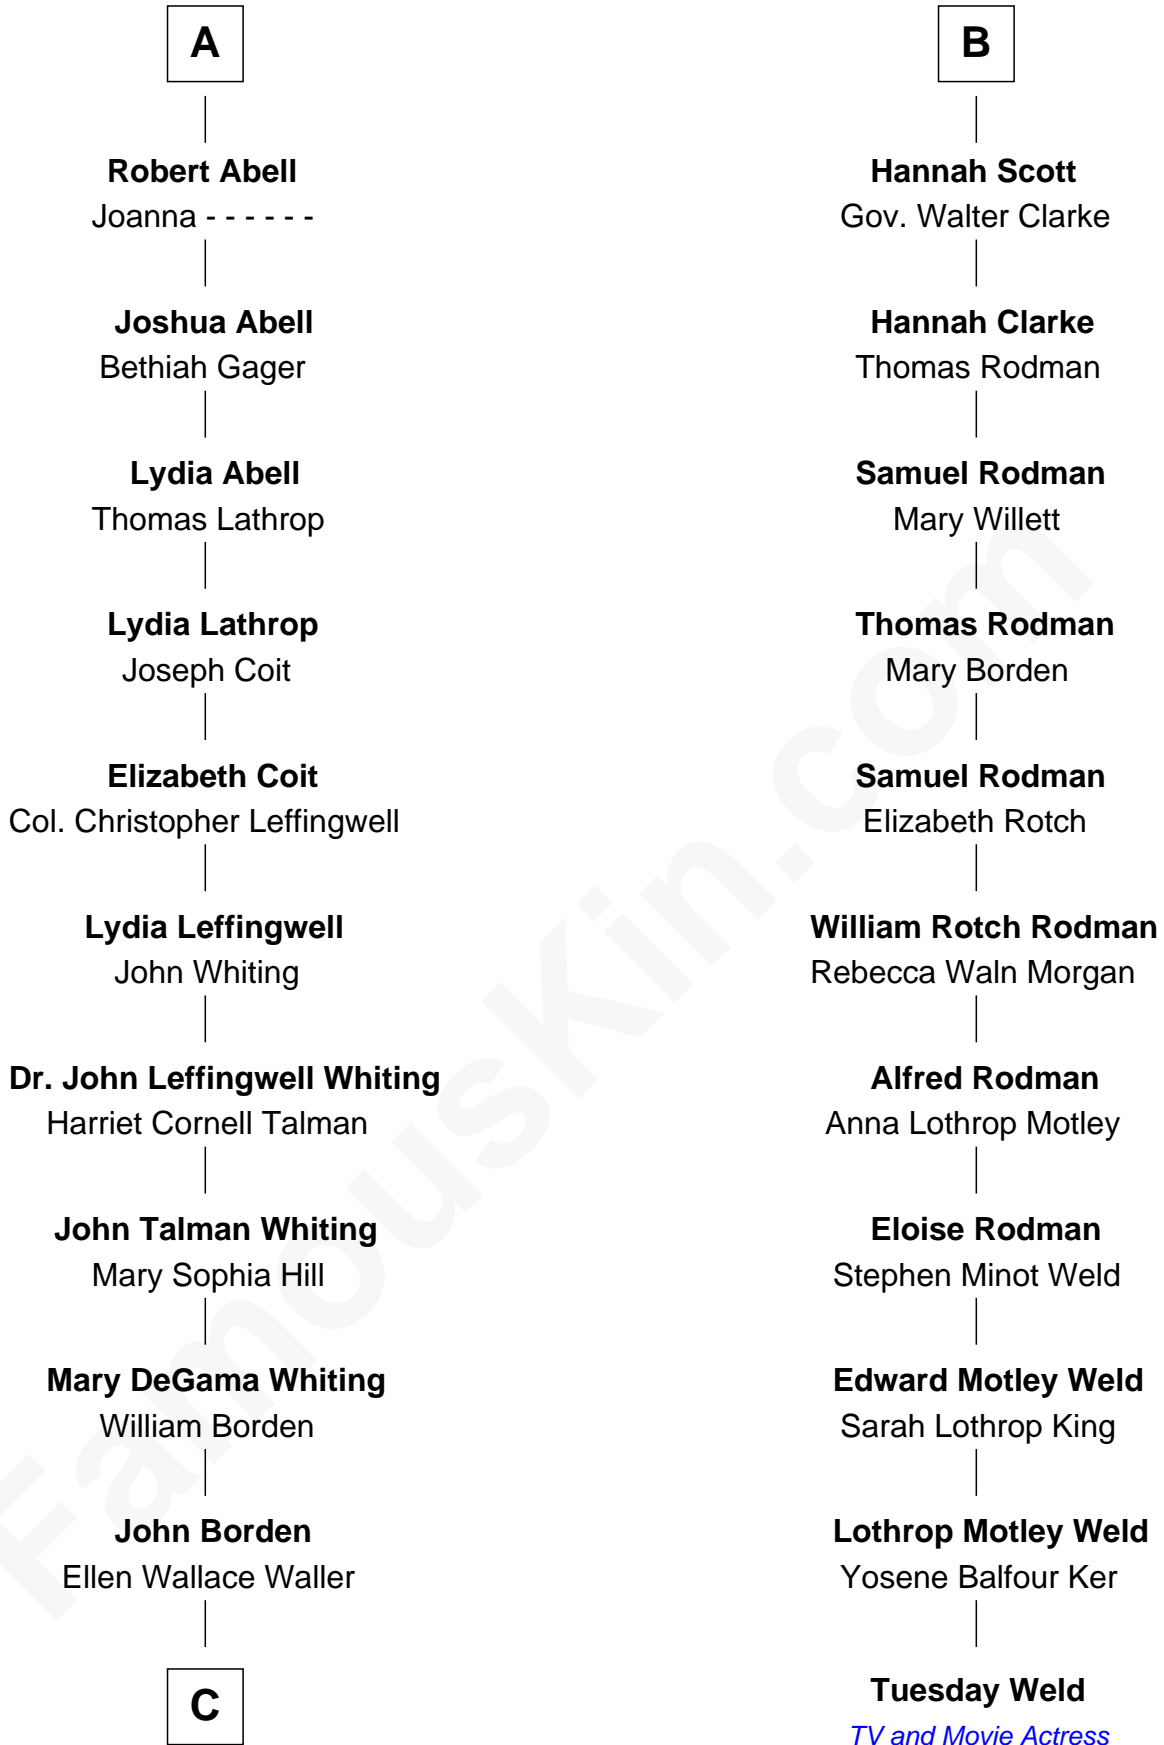 A
Robert Abell
Joanna - - - - - -
Joshua Abell
Bethiah Gager
Lydia Abell
Thomas Lathrop
Lydia Lathrop
Joseph Coit
Elizabeth Coit
Col. Christopher Leffingwell
Lydia Leffingwell
John Whiting
Dr. John Leffingwell Whiting
Harriet Cornell Talman
John Talman Whiting
Mary Sophia Hill
Mary DeGama Whiting
William Borden
John Borden
Ellen Wallace Waller
C
B
Hannah Scott
Gov. Walter Clarke
Hannah Clarke
Thomas Rodman
Samuel Rodman
Mary Willett
Thomas Rodman
Mary Borden
Samuel Rodman
Elizabeth Rotch
William Rotch Rodman
Rebecca Waln Morgan
Alfred Rodman
Anna Lothrop Motley
Eloise Rodman
Stephen Minot Weld
Edward Motley Weld
Sarah Lothrop King
Lothrop Motley Weld
Yosene Balfour Ker
Tuesday Weld
TV and Movie Actress
FamousKin.com